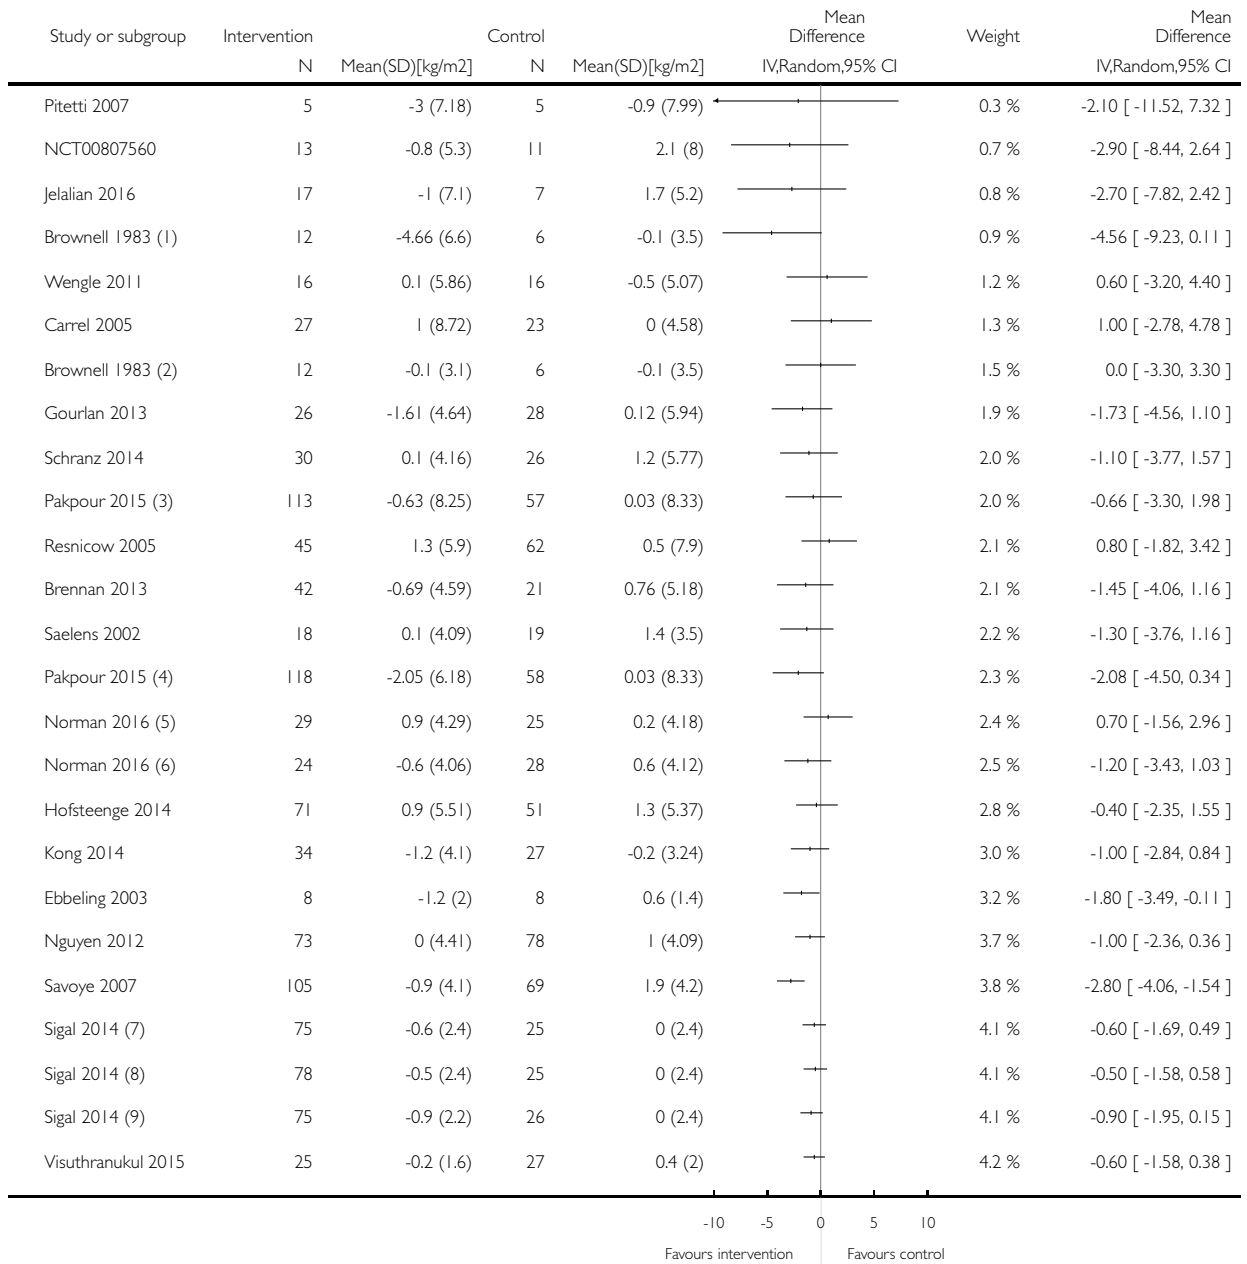 Mean Mean
Study or subgroup Intervention Control Difference Weight Difference
N Mean(SD)[kg/m2] N Mean(SD)[kg/m2] IV,Random,95% CI IV,Random,95% CI
Pitetti 2007 5 -3 (7.18) 5 -0.9 (7.99) 0.3 % -2.10 [ -11.52, 7.32 ]
NCT00807560 13 -0.8 (5.3) 11 2.1 (8) 0.7 % -2.90 [ -8.44, 2.64 ]
Jelalian 2016 17 -1 (7.1) 7 1.7 (5.2) 0.8 % -2.70 [ -7.82, 2.42 ]
Brownell 1983 (1) 12 -4.66 (6.6) 6 -0.1 (3.5) 0.9 % -4.56 [ -9.23, 0.11 ]
Wengle 2011 16 0.1 (5.86) 16 -0.5 (5.07) 1.2 % 0.60 [ -3.20, 4.40 ]
Carrel 2005 27 1 (8.72) 23 0 (4.58) 1.3 % 1.00 [ -2.78, 4.78 ]
Brownell 1983 (2) 12 -0.1 (3.1) 6 -0.1 (3.5) 1.5 % 0.0 [ -3.30, 3.30 ]
Gourlan 2013 26 -1.61 (4.64) 28 0.12 (5.94) 1.9 % -1.73 [ -4.56, 1.10 ]
Schranz 2014 30 0.1 (4.16) 26 1.2 (5.77) 2.0 % -1.10 [ -3.77, 1.57 ]
Pakpour 2015 (3) 113 -0.63 (8.25) 57 0.03 (8.33) 2.0 % -0.66 [ -3.30, 1.98 ]
Resnicow 2005 45 1.3 (5.9) 62 0.5 (7.9) 2.1 % 0.80 [ -1.82, 3.42 ]
Brennan 2013 42 -0.69 (4.59) 21 0.76 (5.18) 2.1 % -1.45 [ -4.06, 1.16 ]
Saelens 2002 18 0.1 (4.09) 19 1.4 (3.5) 2.2 % -1.30 [ -3.76, 1.16 ]
Pakpour 2015 (4) 118 -2.05 (6.18) 58 0.03 (8.33) 2.3 % -2.08 [ -4.50, 0.34 ]
Norman 2016 (5) 29 0.9 (4.29) 25 0.2 (4.18) 2.4 % 0.70 [ -1.56, 2.96 ]
Norman 2016 (6) 24 -0.6 (4.06) 28 0.6 (4.12) 2.5 % -1.20 [ -3.43, 1.03 ]
Hofsteenge 2014 71 0.9 (5.51) 51 1.3 (5.37) 2.8 % -0.40 [ -2.35, 1.55 ]
Kong 2014 34 -1.2 (4.1) 27 -0.2 (3.24) 3.0 % -1.00 [ -2.84, 0.84 ]
Ebbeling 2003 8 -1.2 (2) 8 0.6 (1.4) 3.2 % -1.80 [ -3.49, -0.11 ]
Nguyen 2012 73 0 (4.41) 78 1 (4.09) 3.7 % -1.00 [ -2.36, 0.36 ]
Savoye 2007 105 -0.9 (4.1) 69 1.9 (4.2) 3.8 % -2.80 [ -4.06, -1.54 ]
Sigal 2014 (7) 75 -0.6 (2.4) 25 0 (2.4) 4.1 % -0.60 [ -1.69, 0.49 ]
Sigal 2014 (8) 78 -0.5 (2.4) 25 0 (2.4) 4.1 % -0.50 [ -1.58, 0.58 ]
Sigal 2014 (9) 75 -0.9 (2.2) 26 0 (2.4) 4.1 % -0.90 [ -1.95, 0.15 ]
Visuthranukul 2015 25 -0.2 (1.6) 27 0.4 (2) 4.2 % -0.60 [ -1.58, 0.38 ]
-10 -5 0 5 10
Favours intervention Favours control